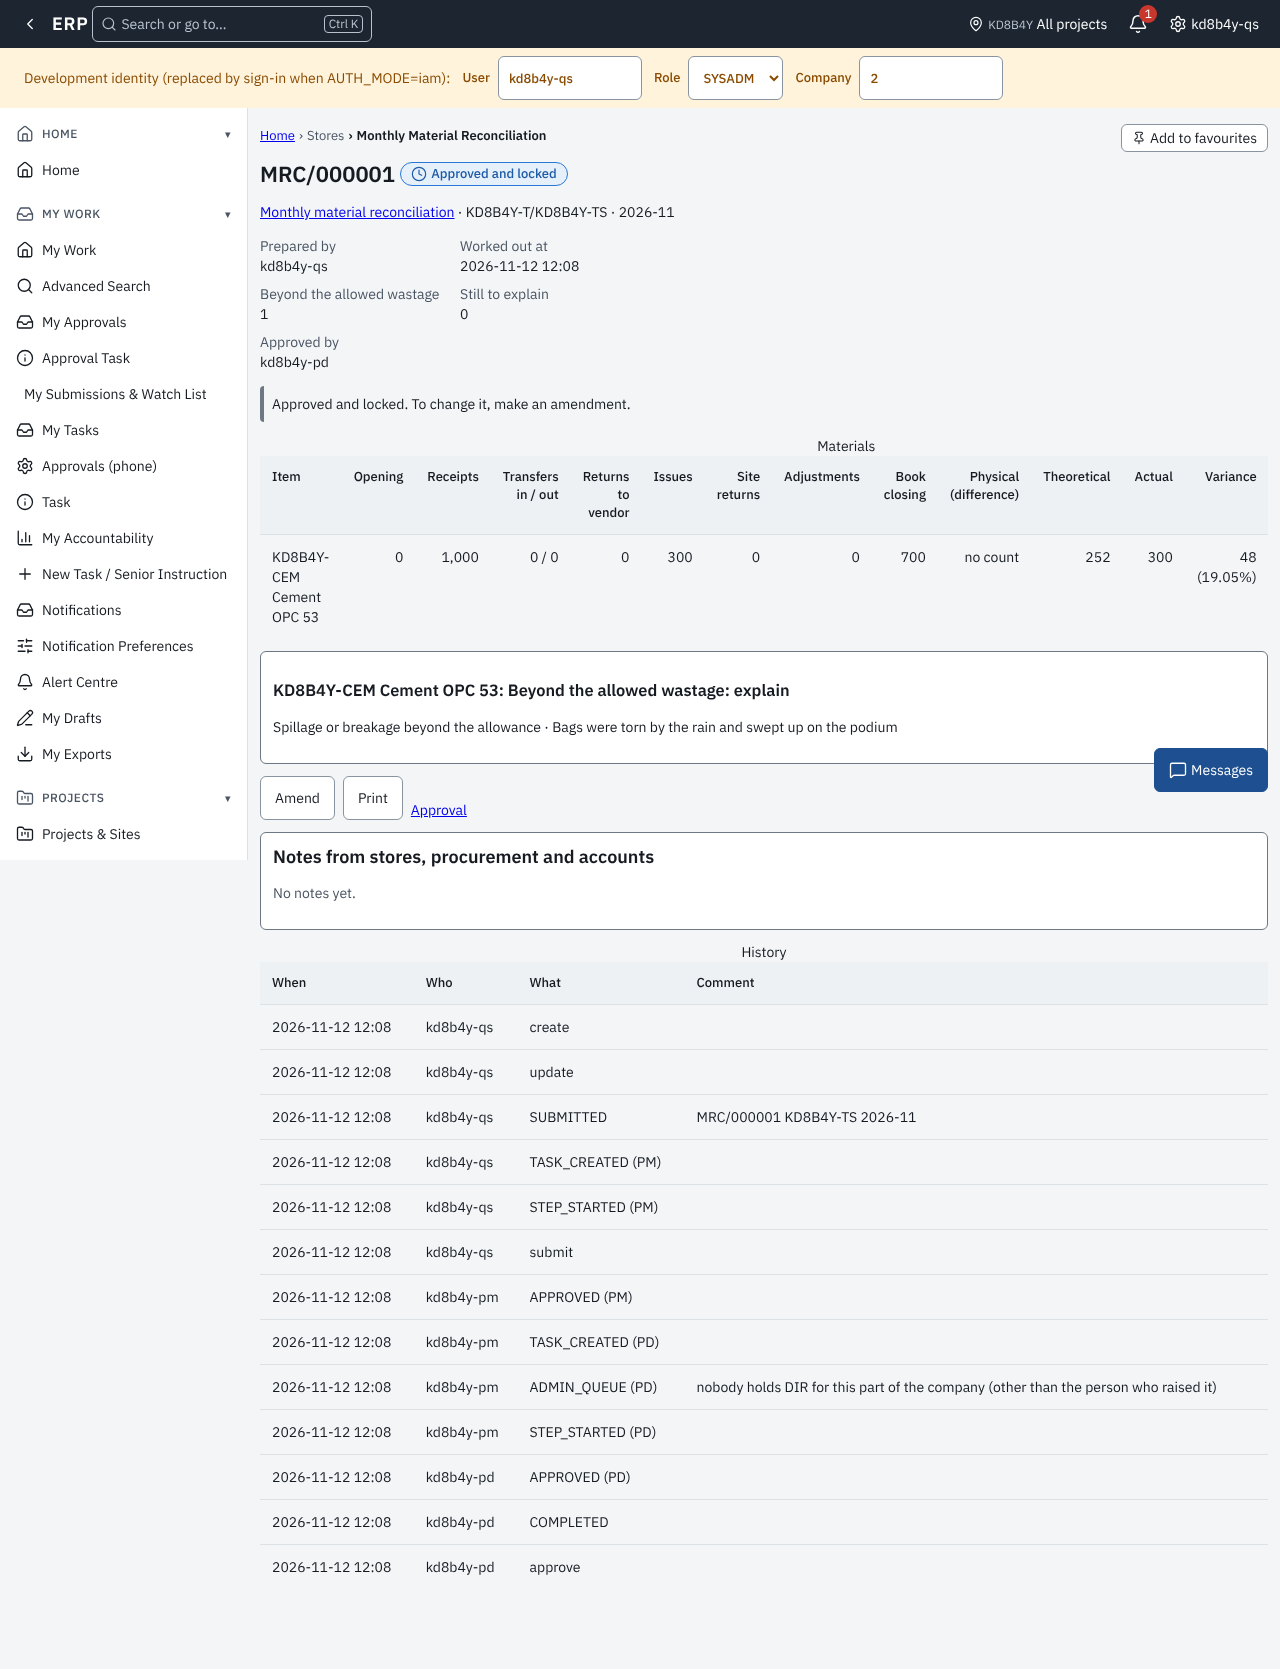 ERP
Search or go to...
Ctrl K
KD8B4Y All projects
1
kd8b4y-qs
Development identity (replaced by sign-in when AUTH_MODE=iam):
User kd8b4y-qs
Role SYSADM
Company 2
HOME
Home
MY WORK
My Work
Advanced Search
My Approvals
Approval Task
My Submissions & Watch List
My Tasks
Approvals (phone)
Task
My Accountability
New Task / Senior Instruction
Notifications
Notification Preferences
Alert Centre
My Drafts
My Exports
PROJECTS
Projects & Sites
Home › Stores › Monthly Material Reconciliation
Add to favourites
MRC/000001 Approved and locked
Monthly material reconciliation · KD8B4Y-T/KD8B4Y-TS · 2026-11
Prepared by
kd8b4y-qs
Worked out at
2026-11-12 12:08
Beyond the allowed wastage
1
Still to explain
0
Approved by
kd8b4y-pd
Approved and locked. To change it, make an amendment.
Materials
Item Opening Receipts Transfers in / out Returns to vendor Issues Site returns Adjustments Book closing Physical (difference) Theoretical Actual Variance
KD8B4Y-CEM Cement OPC 53 0 1,000 0 / 0 0 300 0 0 700 no count 252 300 48 (19.05%)
KD8B4Y-CEM Cement OPC 53: Beyond the allowed wastage: explain
Spillage or breakage beyond the allowance · Bags were torn by the rain and swept up on the podium
Messages
Amend
Print
Approval
Notes from stores, procurement and accounts
No notes yet.
History
When Who What Comment
2026-11-12 12:08 kd8b4y-qs create
2026-11-12 12:08 kd8b4y-qs update
2026-11-12 12:08 kd8b4y-qs SUBMITTED MRC/000001 KD8B4Y-TS 2026-11
2026-11-12 12:08 kd8b4y-qs TASK_CREATED (PM)
2026-11-12 12:08 kd8b4y-qs STEP_STARTED (PM)
2026-11-12 12:08 kd8b4y-qs submit
2026-11-12 12:08 kd8b4y-pm APPROVED (PM)
2026-11-12 12:08 kd8b4y-pm TASK_CREATED (PD)
2026-11-12 12:08 kd8b4y-pm ADMIN_QUEUE (PD) nobody holds DIR for this part of the company (other than the person who raised it)
2026-11-12 12:08 kd8b4y-pm STEP_STARTED (PD)
2026-11-12 12:08 kd8b4y-pd APPROVED (PD)
2026-11-12 12:08 kd8b4y-pd COMPLETED
2026-11-12 12:08 kd8b4y-pd approve